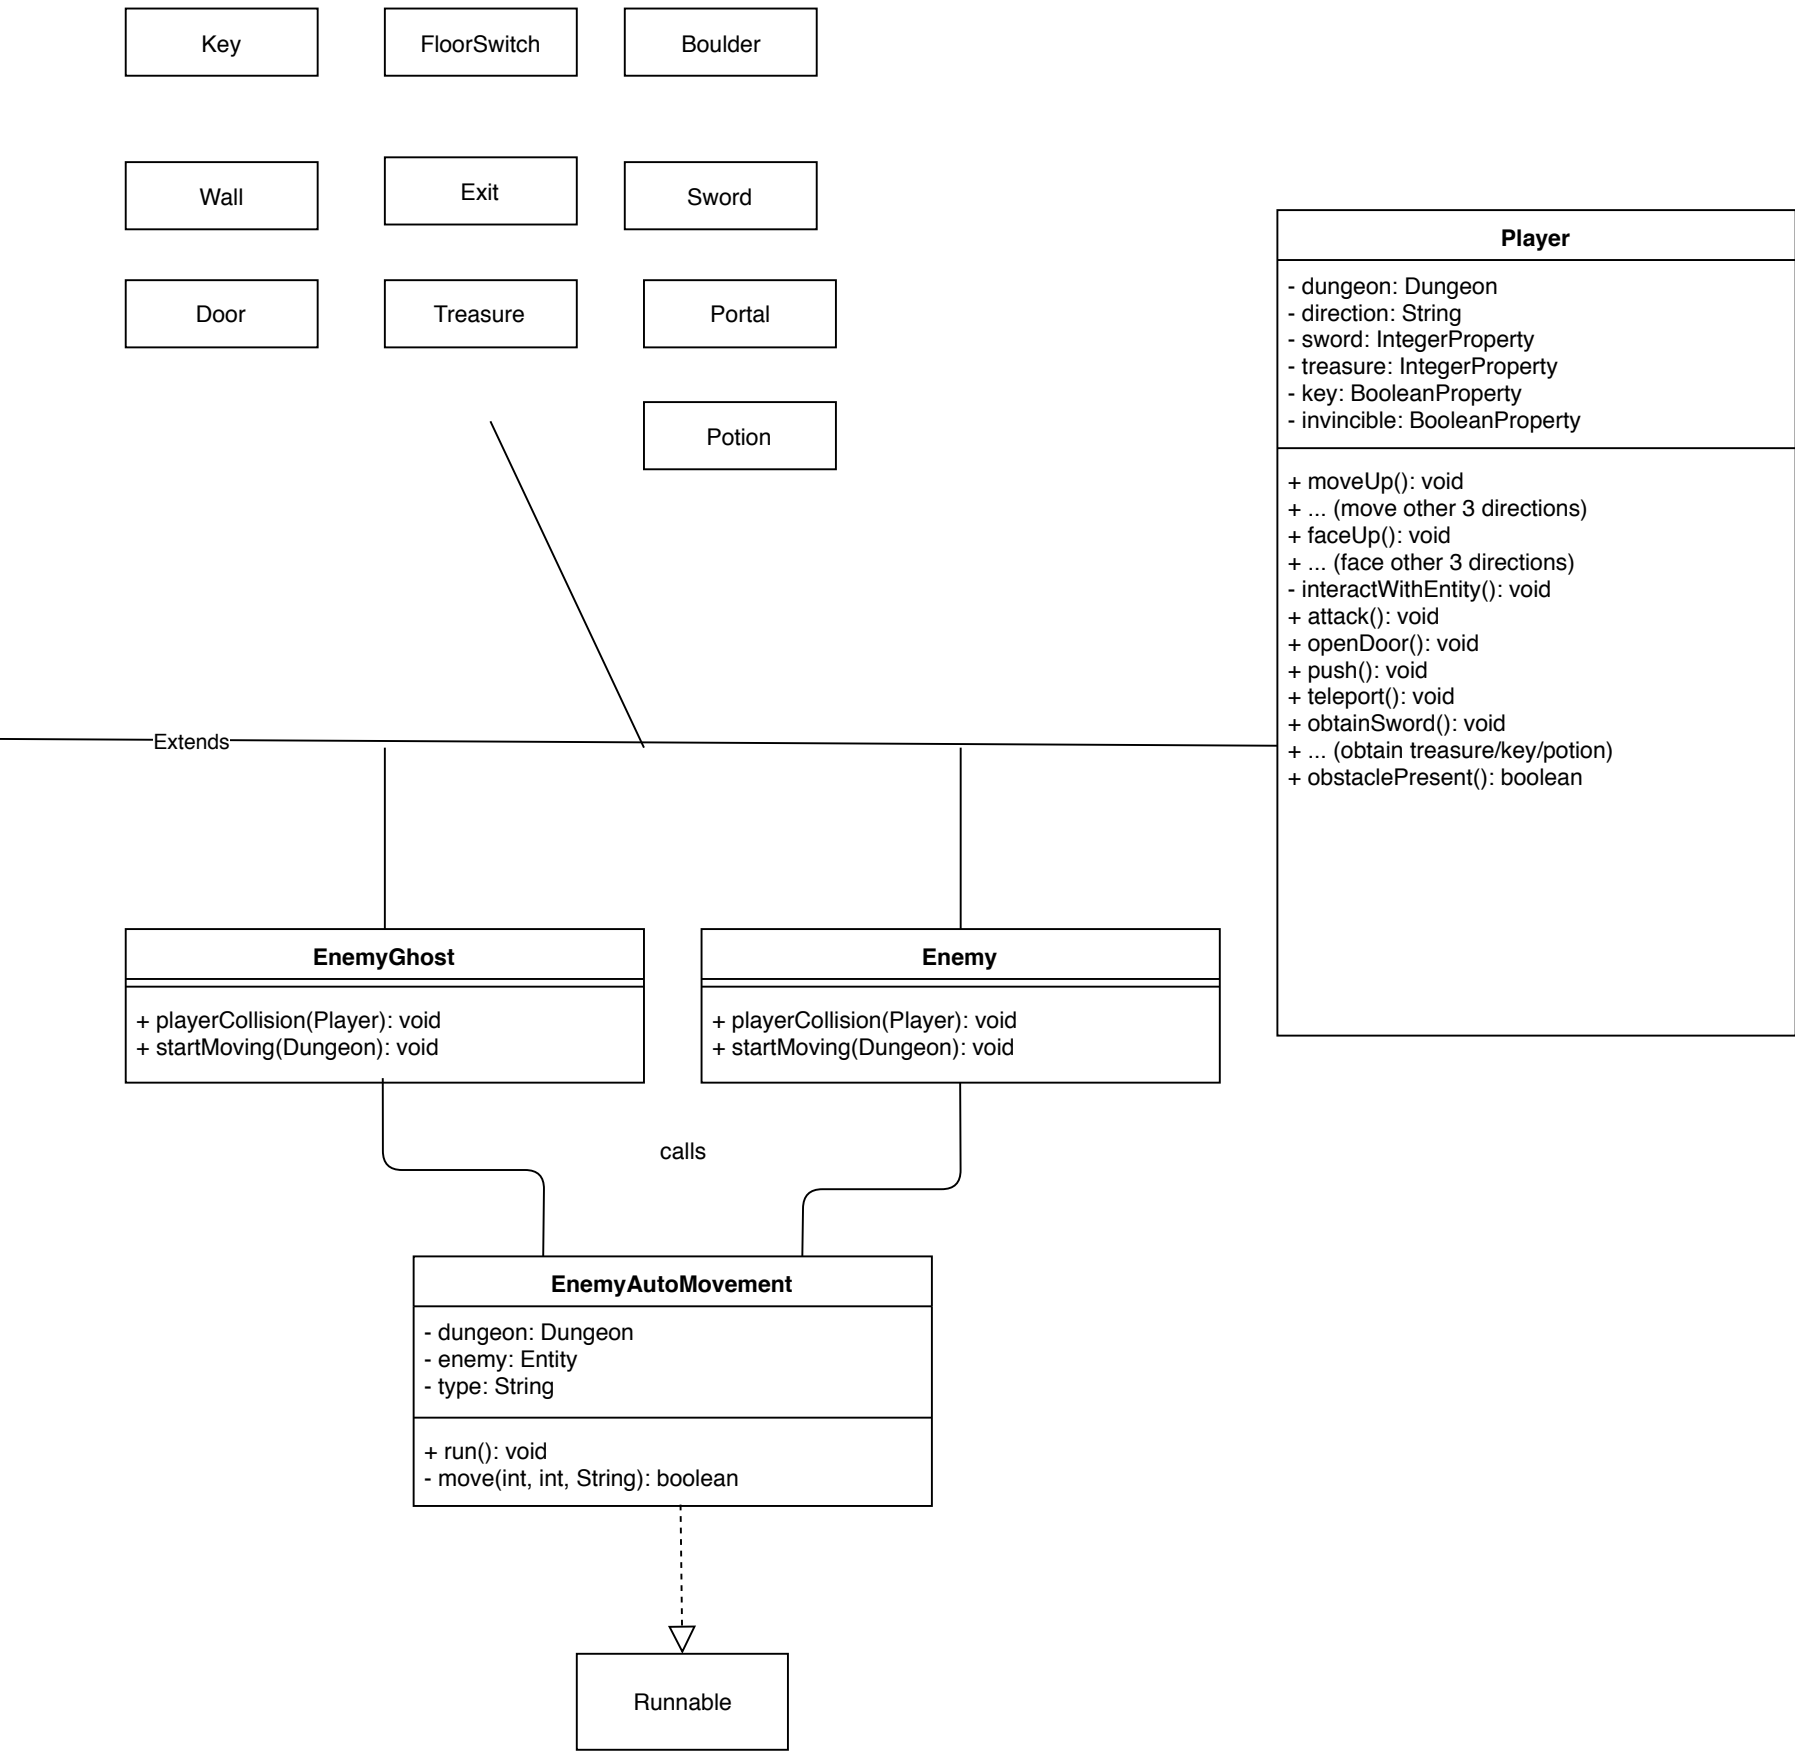 Key
FloorSwitch
Boulder
Wall
Exit
Sword
Door
Treasure
Portal
Potion
Player
- dungeon: Dungeon
- direction: String
- sword: IntegerProperty
- treasure: IntegerProperty
- key: BooleanProperty
- invincible: BooleanProperty
+ moveUp(): void
+ ... (move other 3 directions)
+ faceUp(): void
+ ... (face other 3 directions)
- interactWithEntity(): void
+ attack(): void
+ openDoor(): void
+ push(): void
+ teleport(): void
+ obtainSword(): void
+ ... (obtain treasure/key/potion)
+ obstaclePresent(): boolean
Extends
EnemyGhost
+ playerCollision(Player): void
+ startMoving(Dungeon): void
Enemy
+ playerCollision(Player): void
+ startMoving(Dungeon): void
calls
EnemyAutoMovement
- dungeon: Dungeon
- enemy: Entity
- type: String
+ run(): void
- move(int, int, String): boolean
Runnable